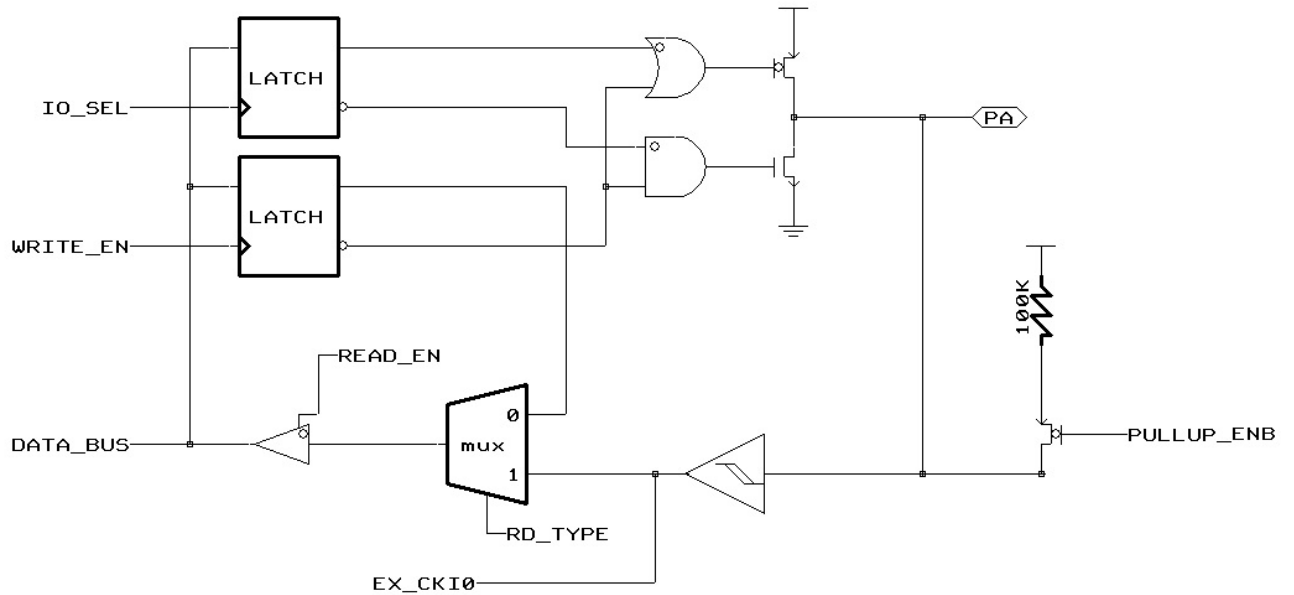 LATCH
IO_SEL
PA
LATCH
WRITE_EN
100K
READ_EN
0
DATA_BUS
mux
PULLUP_ENB
1
RD_TYPE
EX_CKI0